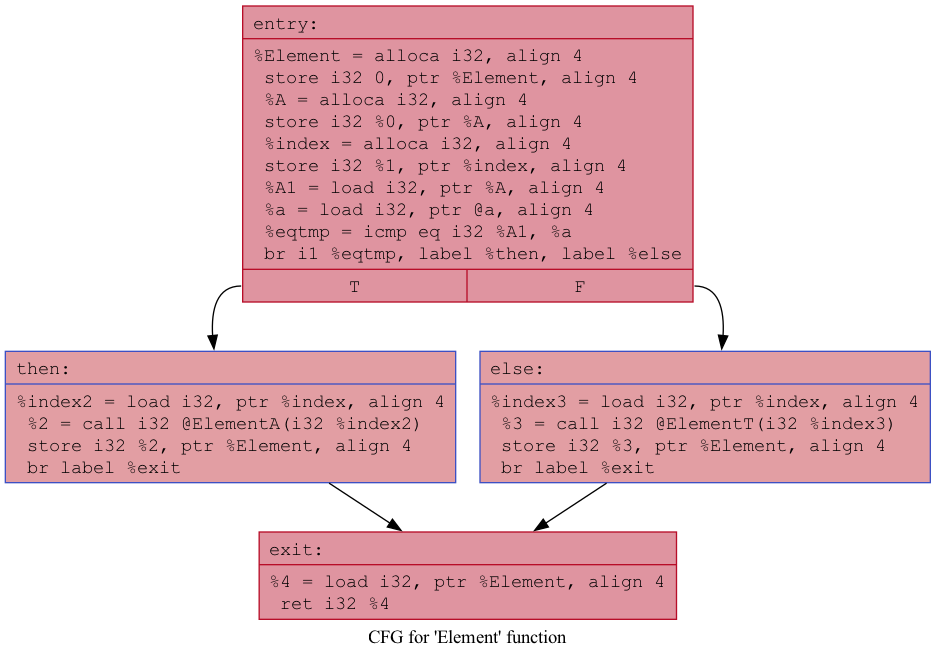 entry:
%Element = alloca i32, align 4
store i32 0, ptr %Element, align 4
%A = alloca i32, align 4
store i32 %0, ptr %A, align 4
%index = alloca i32, align 4
store i32 %1, ptr %index, align 4
%A1 = load i32, ptr %A, align 4
%a = load i32, ptr @a, align 4
%eqtmp = icmp eq i32 %A1, %a
br i1 %eqtmp, label %then, label %else
T
F
then:
%index2 = load i32, ptr %index, align 4
%2 = call i32 @ElementA(i32 %index2)
store i32 %2, ptr %Element, align 4
br label %exit
else:
%index3 = load i32, ptr %index, align 4
%3 = call i32 @ElementT(i32 %index3)
store i32 %3, ptr %Element, align 4
br label %exit
exit:
%4 = load i32, ptr %Element, align 4
ret i32 %4
CFG for 'Element' function